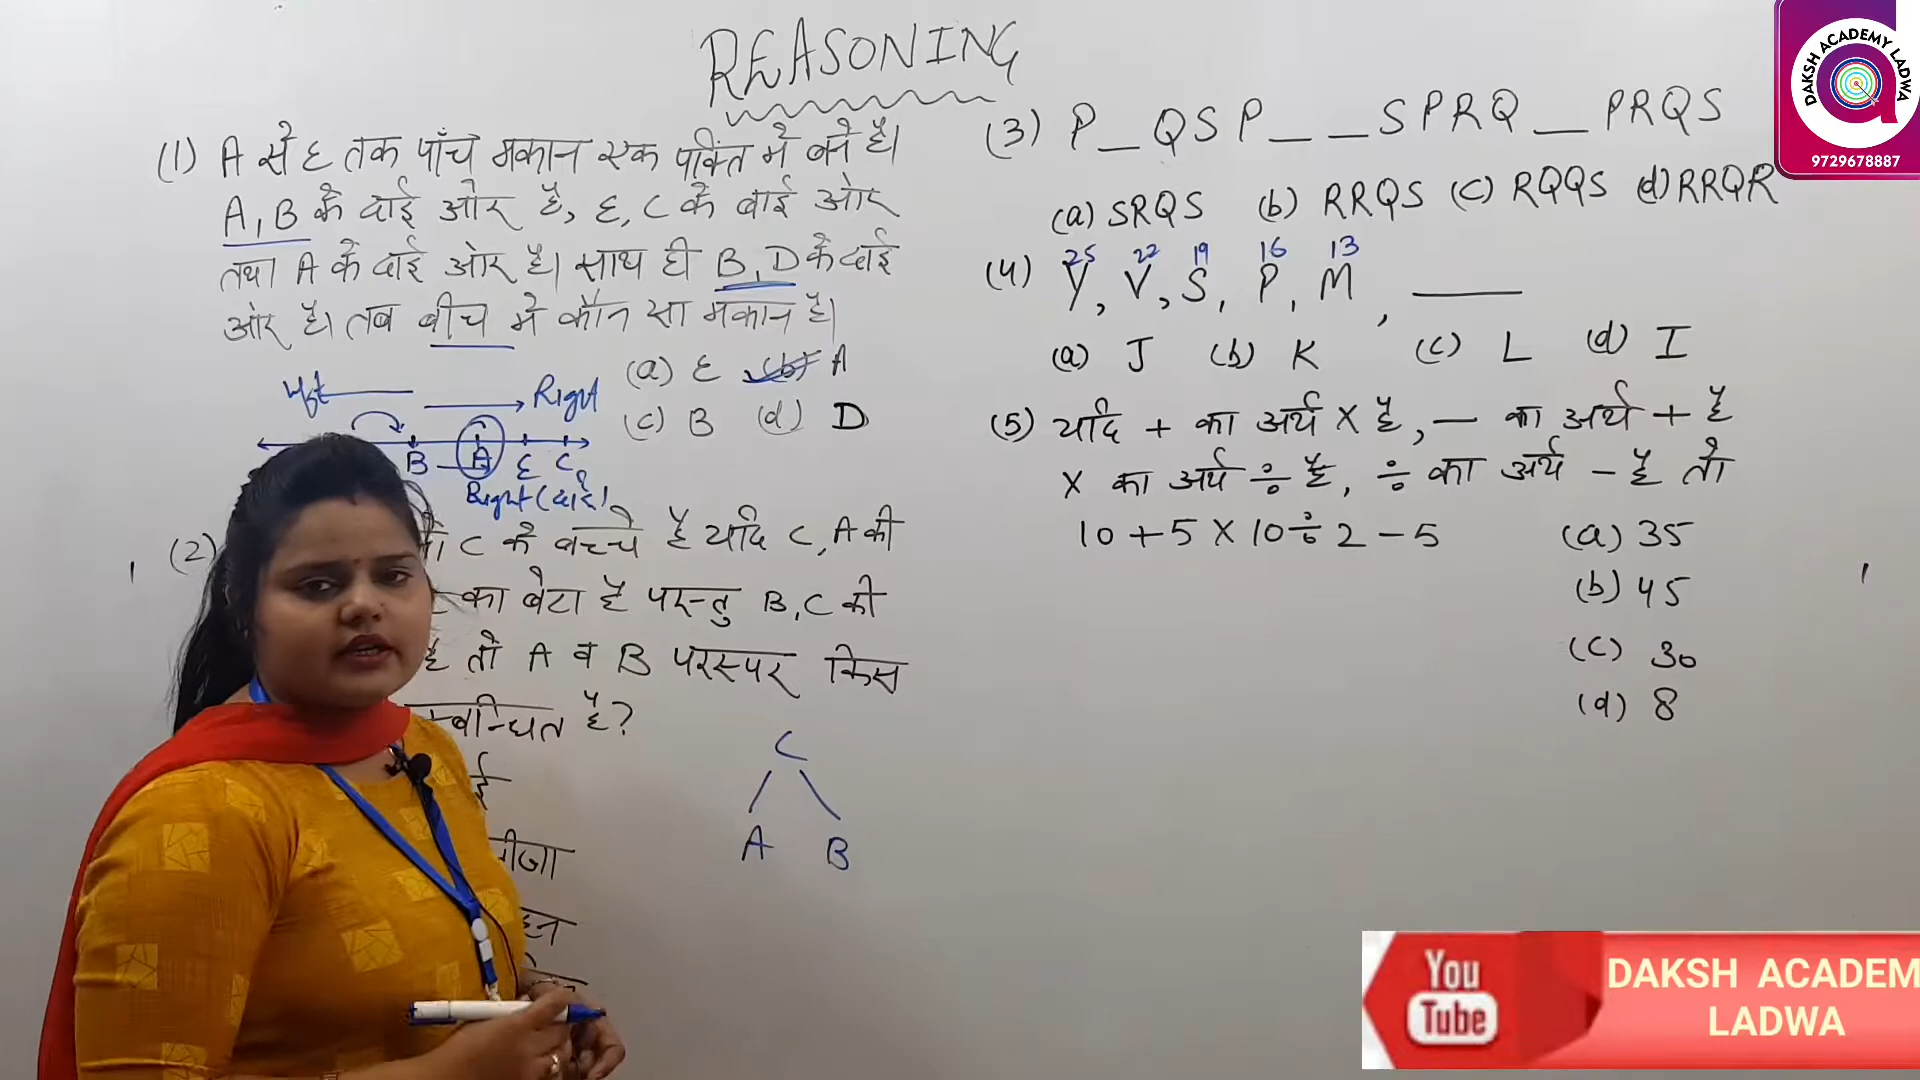 REASONING
(1) A से E तक पाँच मकान एक पंक्ति में बने है।
A, B के दाई ओर है, E, C के बाई ओर
तथा A के दाई ओर है। साथ ही B, D के दाई
ओर है। तब बीच में कौन सा मकान है।
(a) E (b) A
(c) B (d) D
Left
Right
B A E C
Right (दाई)
(2) C के बच्चे है यदि C, A की
का बेटा है परन्तु B, C की
है तो A व B परस्पर किस
है?
C
A B
(3) P _ Q S P _ _ S P R Q _ P R Q S
(a) SRQS (b) RRQS (c) RQQS (d) RRQR
25 22 19 16 13
(4) Y, V, S, P, M, ____
(a) J (b) K (c) L (d) I
(5) यदि + का अर्थ × है, — का अर्थ + है
× का अर्थ ÷ है, ÷ का अर्थ - है तो
10 + 5 × 10 ÷ 2 - 5
(a) 35
(b) 45
(c) 30
(d) 8
DAKSH ACADEMY LADWA
9729678887
You
Tube
DAKSH ACADEM
LADWA